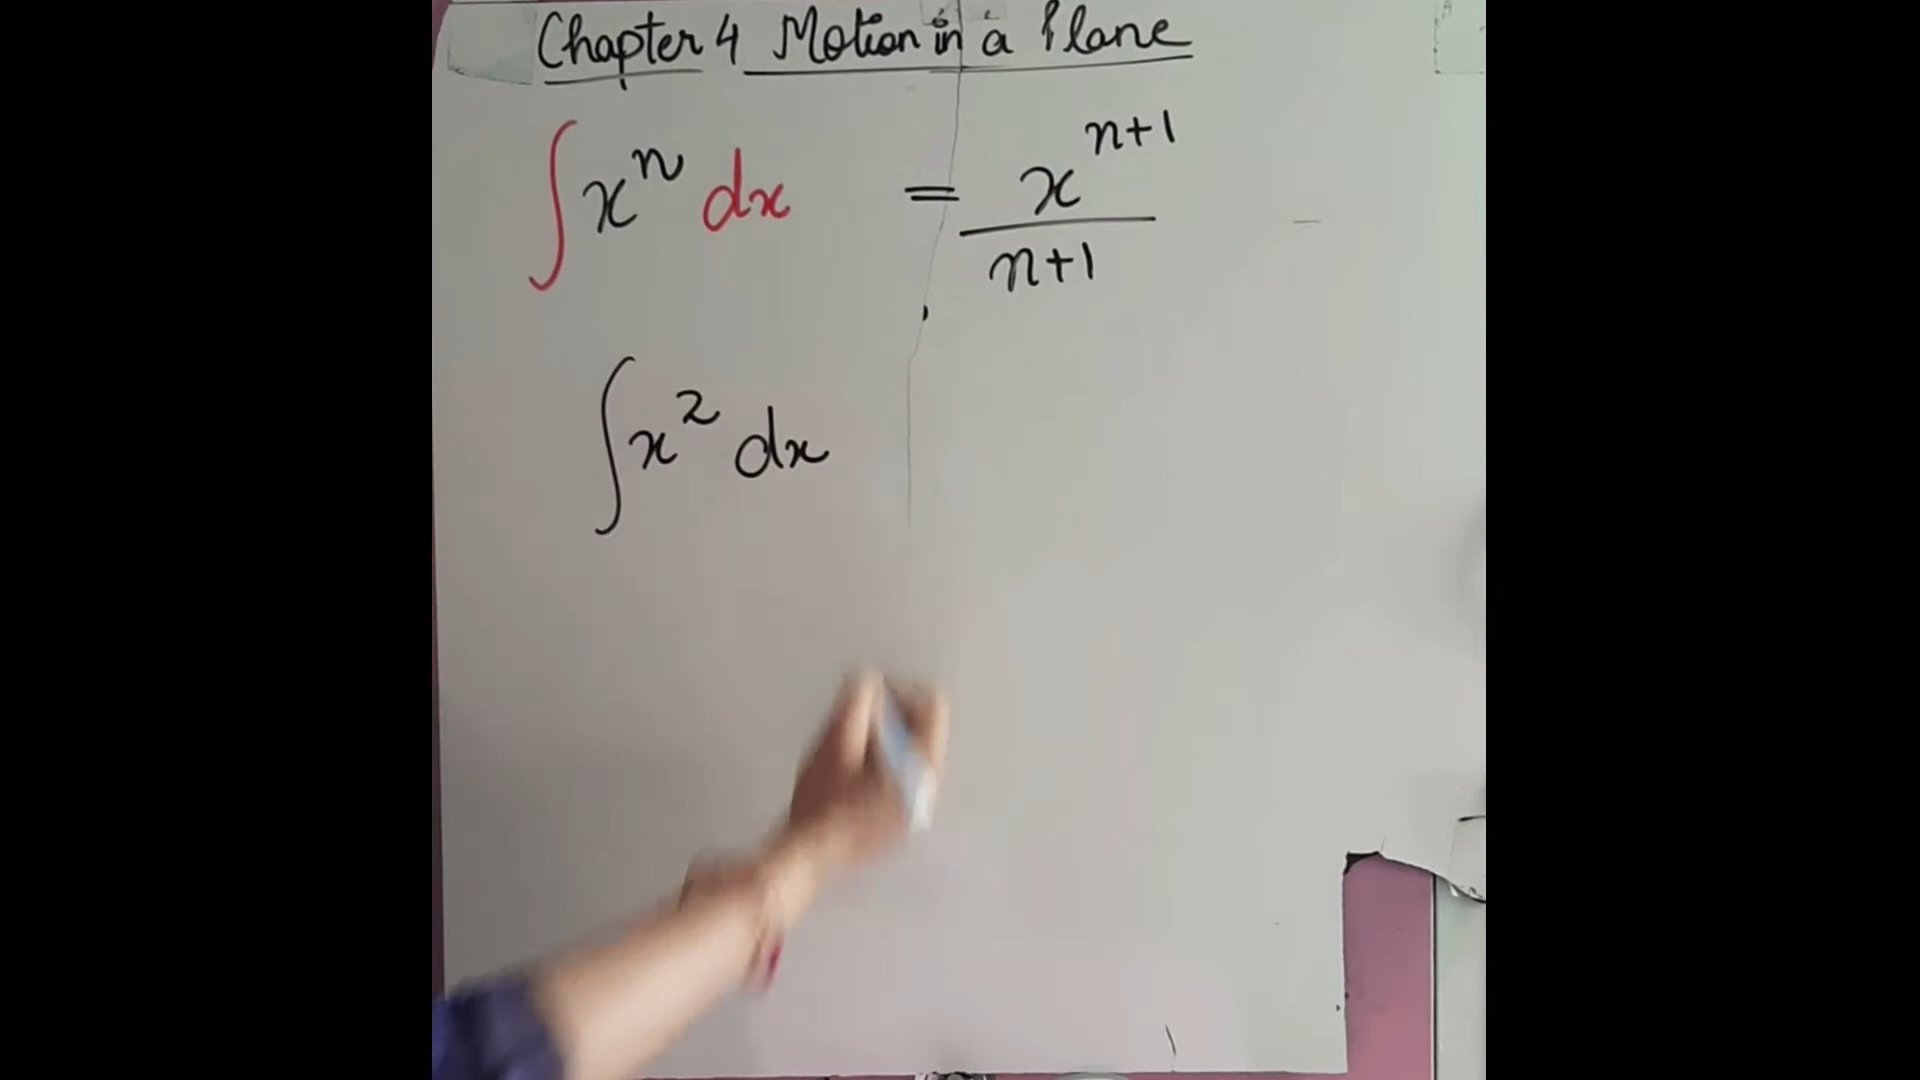 Chapter 4 Motion in a Plane
∫xⁿ dx = xⁿ⁺¹
n+1
∫x² dx